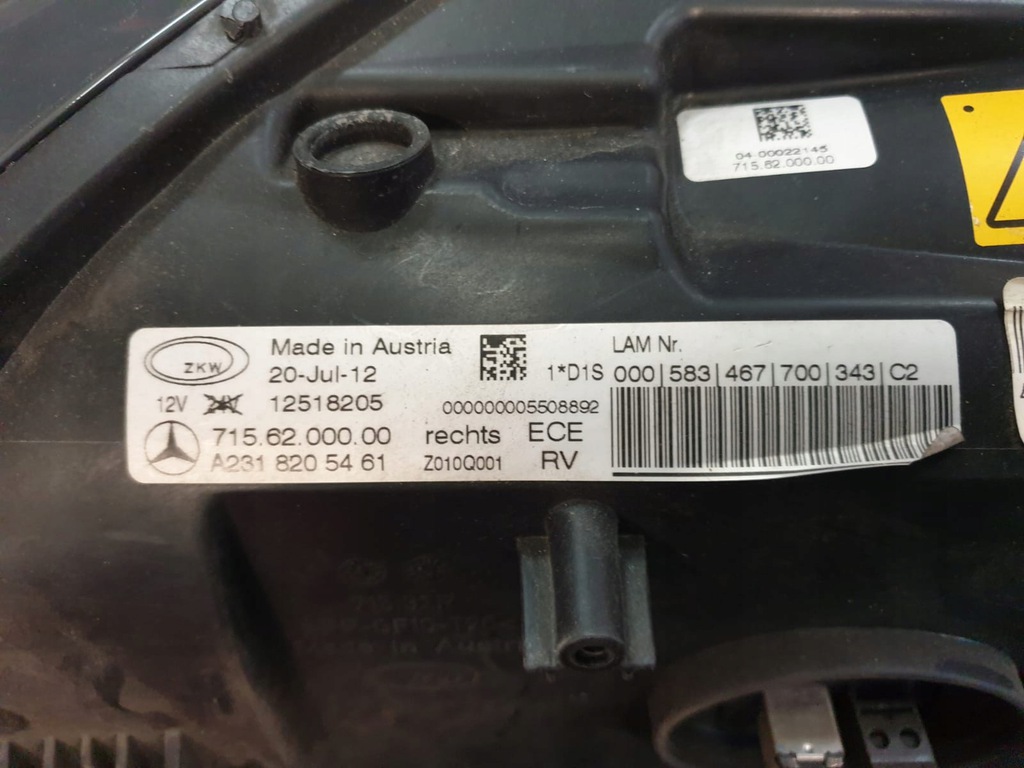 04 00022145
715.62.000.00
ZKW
Made in Austria
20-Jul-12
12V 24V 12518205
715.62.000.00
A231 820 54 61
1*D1S
000000005508892
rechts ECE
Z010Q001 RV
LAM Nr.
000|583|467|700|343|C2